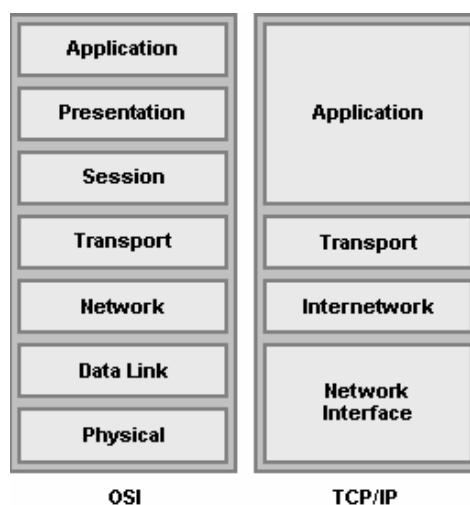 Application
Presentation
Session
Transport
Network
Data Link
Physical
OSI
Application
Transport
Internetwork
Network
Interface
TCP/IP